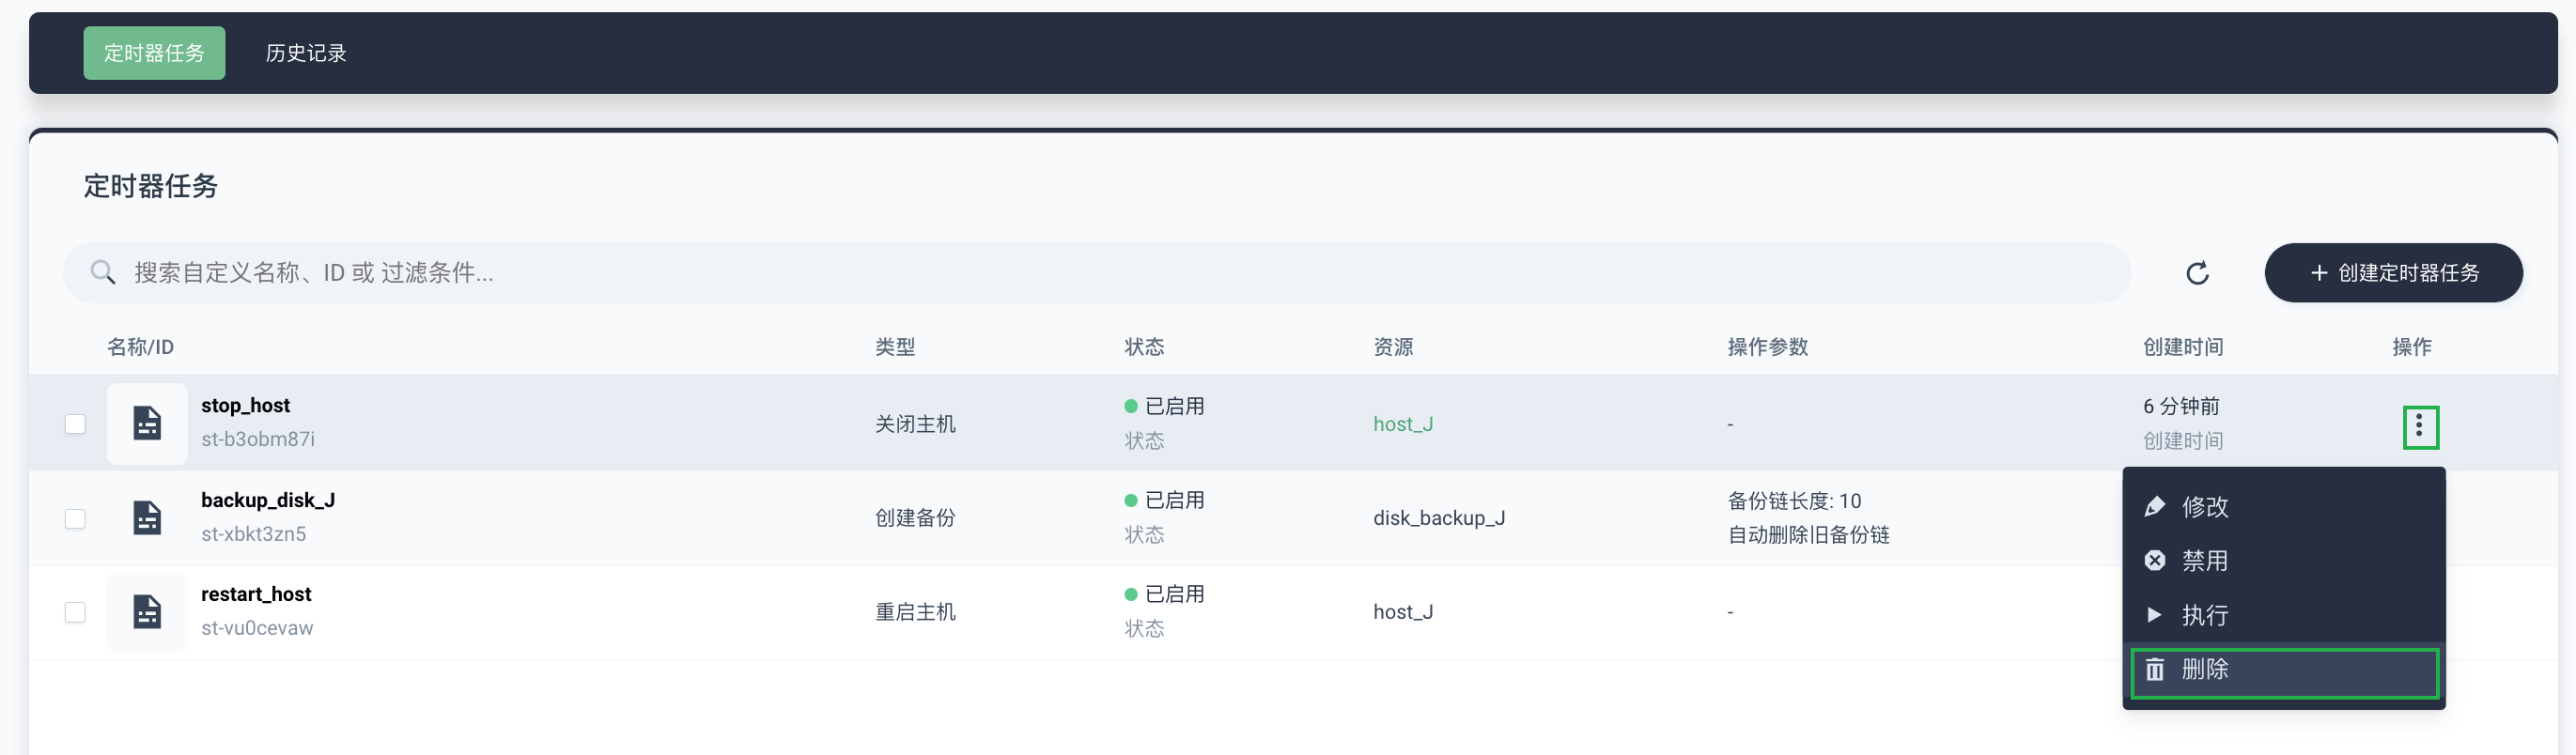 定时器任务
历史记录
定时器任务
搜索自定义名称、ID 或 过滤条件...
+ 创建定时器任务
名称/ID
类型
状态
资源
操作参数
创建时间
操作
stop_host
st-b3obm87i
关闭主机
已启用
状态
host_J
-
6 分钟前
创建时间
backup_disk_J
st-xbkt3zn5
创建备份
已启用
状态
disk_backup_J
备份链长度: 10
自动删除旧备份链
restart_host
st-vu0cevaw
重启主机
已启用
状态
host_J
-
修改
禁用
执行
删除